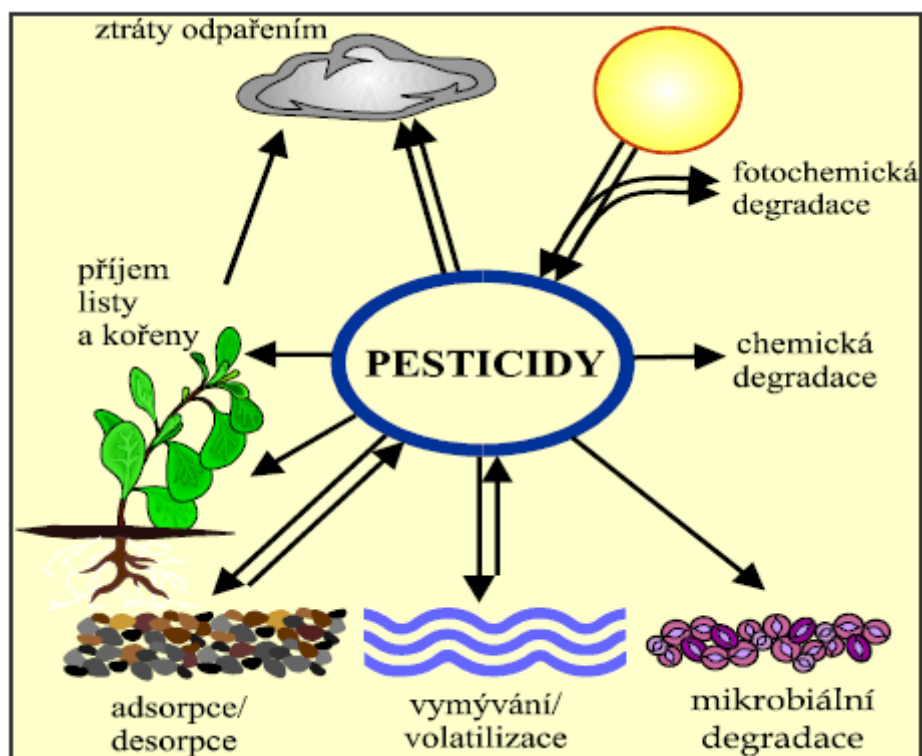 ztráty odpařením
fotochemická
degradace
příjem
listy
a kořeny
PESTICIDY
chemická
degradace
adsorpce/
desorpce
vymývání/
volatilizace
mikrobiální
degradace